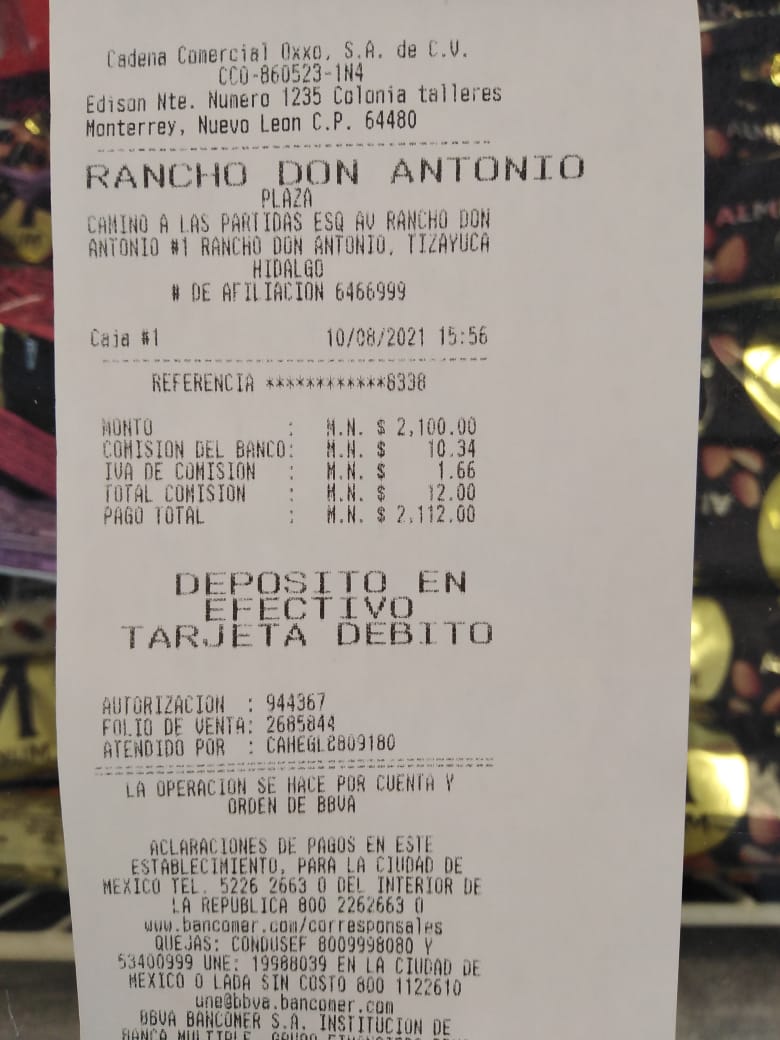 Cadena Comercial Oxxo, S.A. de C.V.
CCO-860523-1N4
Edison Nte. Numero 1235 Colonia talleres
Monterrey, Nuevo Leon C.P. 64480
RANCHO DON ANTONIO
PLAZA
CAMINO A LAS PARTIDAS ESQ AV RANCHO DON
ANTONIO #1 RANCHO DON ANTONIO, TIZAYUCA
HIDALGO
# DE AFILIACION 6466999
Caja #1 10/08/2021 15:56
REFERENCIA ************8338
MONTO : M.N. $ 2,100.00
COMISION DEL BANCO: M.N. $ 10.34
IVA DE COMISION : M.N. $ 1.66
TOTAL COMISION : M.N. $ 12.00
PAGO TOTAL : M.N. $ 2,112.00
DEPOSITO EN
EFECTIVO
TARJETA DEBITO
AUTORIZACION : 944367
FOLIO DE VENTA: 2685844
ATENDIDO POR : CAHEGL2809180
LA OPERACION SE HACE POR CUENTA Y
ORDEN DE BBVA
ACLARACIONES DE PAGOS EN ESTE
ESTABLECIMIENTO, PARA LA CIUDAD DE
MEXICO TEL. 5226 2663 O DEL INTERIOR DE
LA REPUBLICA 800 2262663 O
www.bancomer.com/corresponsales
QUEJAS: CONDUSEF 8009998080 Y
53400999 UNE: 19988039 EN LA CIUDAD DE
MEXICO O LADA SIN COSTO 800 1122610
une@bbva.bancomer.com
BBVA BANCOMER S.A. INSTITUCION DE
BANCA MULTIPLE, GRUPO FINANCIERO